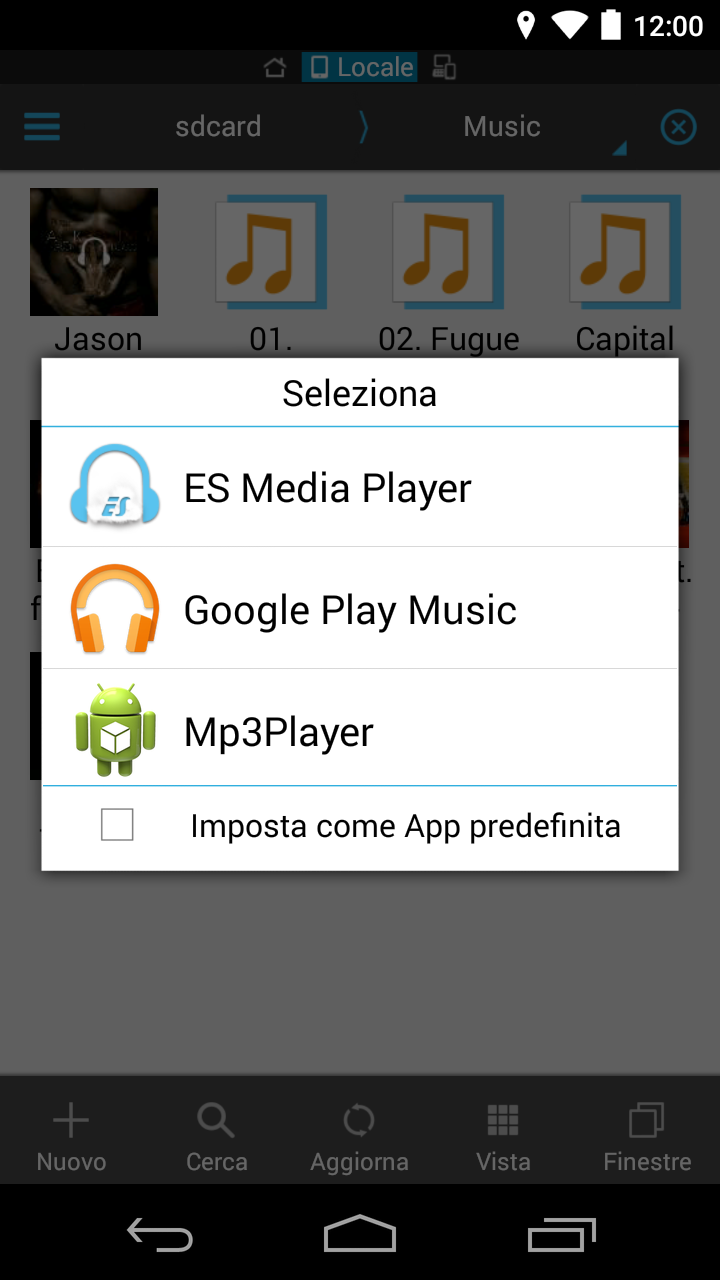 12:00
Locale
sdcard
Music
Jason
01.
02. Fugue
Capital
Seleziona
ES Media Player
Google Play Music
Mp3Player
Imposta come App predefinita
Nuovo
Cerca
Aggiorna
Vista
Finestre